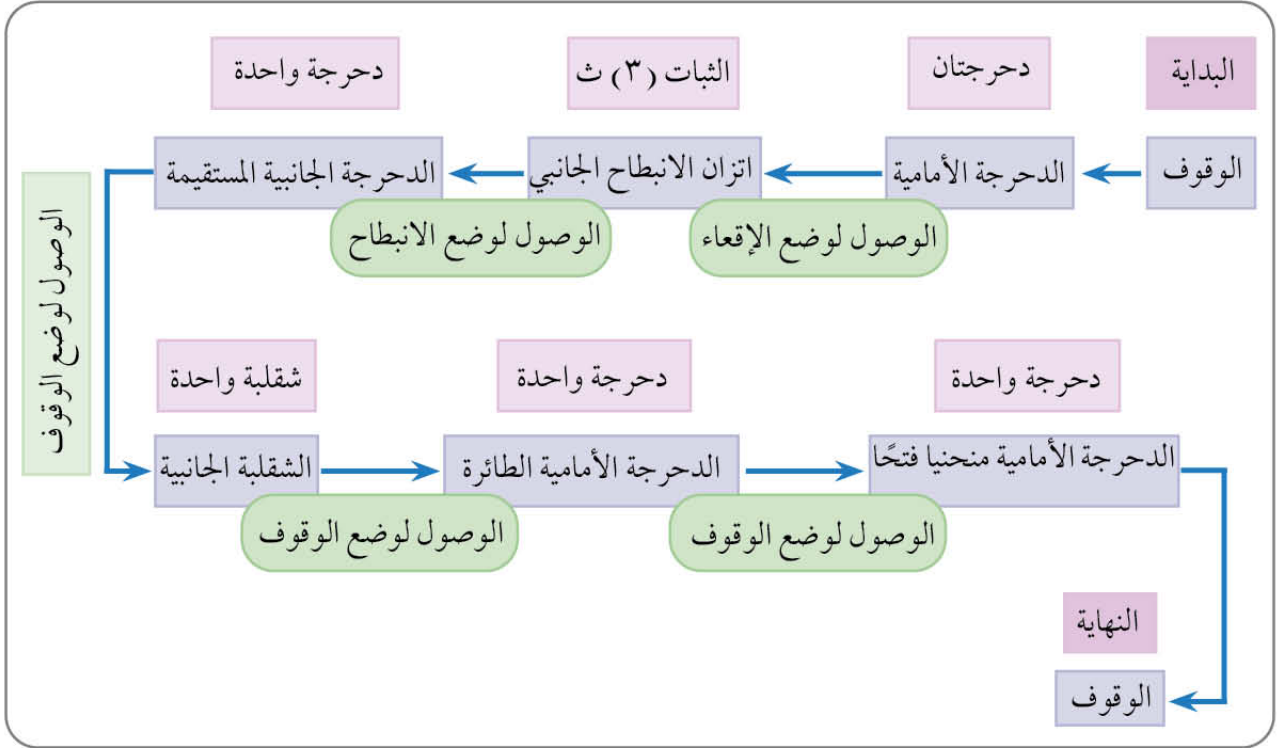 البداية
دحرجتان
الثبات (٣) ث
دحرجة واحدة
الوقوف
الدحرجة الأمامية
اتزان الانبطاح الجانبي
الدحرجة الجانبية المستقيمة
الوصول لوضع الإقعاء
الوصول لوضع الانبطاح
الوصول لوضع الوقوف
شقلبة واحدة
دحرجة واحدة
دحرجة واحدة
الشقلبة الجانبية
الدحرجة الأمامية الطائرة
الدحرجة الأمامية منحنيا فتحًا
الوصول لوضع الوقوف
الوصول لوضع الوقوف
النهاية
الوقوف